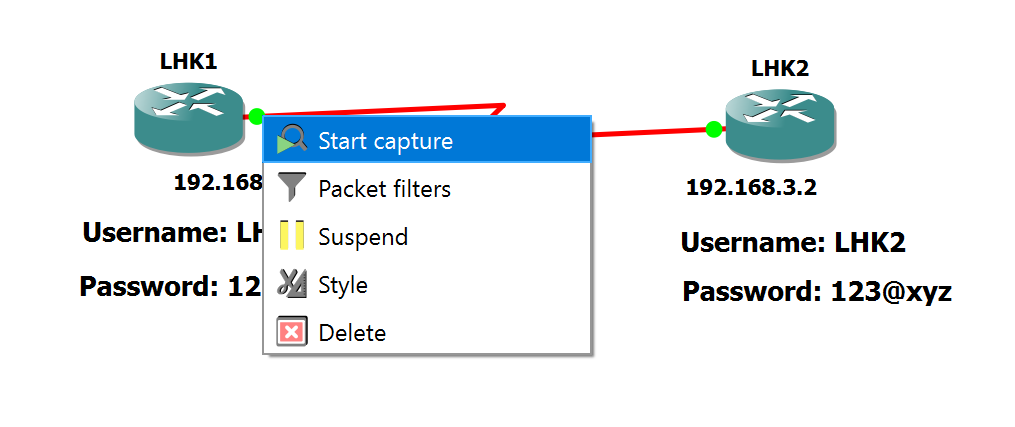 LHK1
LHK2
Start capture
192.168
Packet filters
192.168.3.2
Username: LH
Suspend
Username: LHK2
Password: 12
Style
Password: 123@xyz
Delete